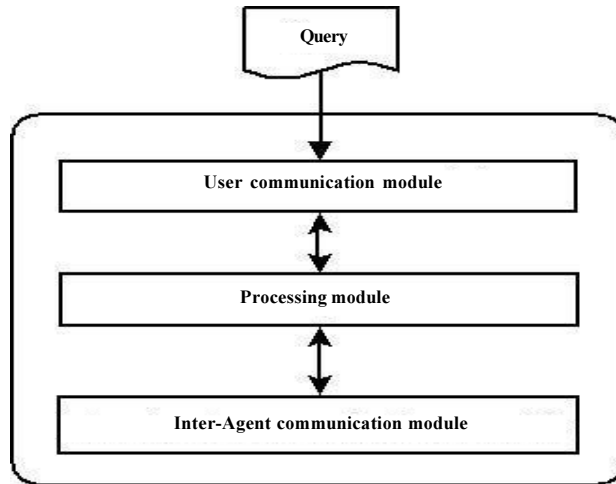 Query
User communication module
Processing module
Inter-Agent communication module